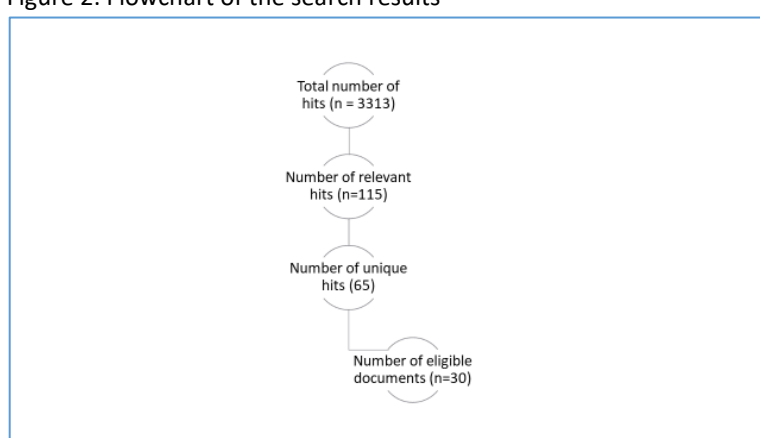 Figure 2. Flowchart of the search results
Total number of
hits (n = 3313)
Number of relevant
hits (n=115)
Number of unique
hits (65)
Number of eligible
documents (n=30)